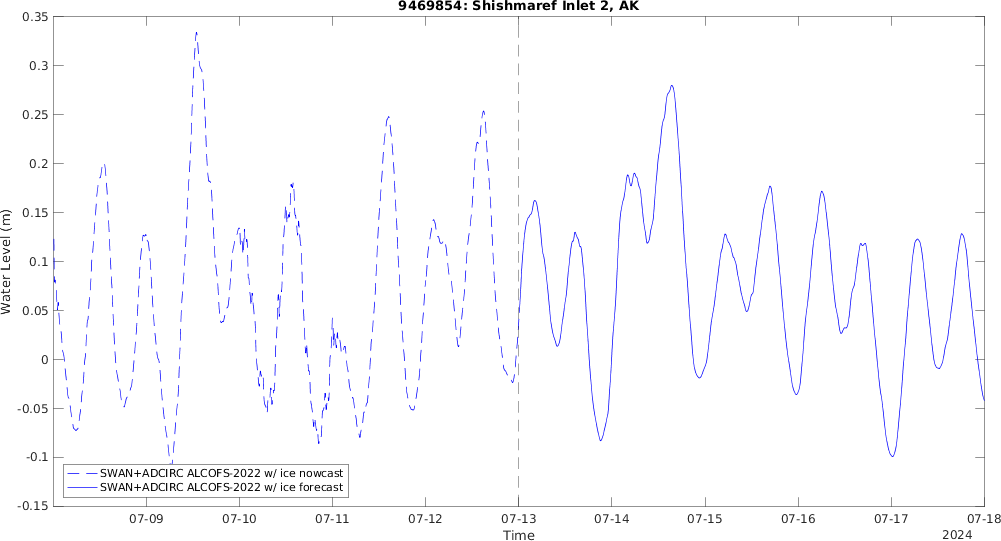 9469854: Shishmaref Inlet 2, AK
Water Level (m)
0.35
0.3
0.25
0.2
0.15
0.1
0.05
0
-0.05
-0.1
-0.15
SWAN+ADCIRC ALCOFS-2022 w/ ice nowcast
SWAN+ADCIRC ALCOFS-2022 w/ ice forecast
07-09 07-10 07-11 07-12 07-13 07-14 07-15 07-16 07-17 07-18
Time
2024